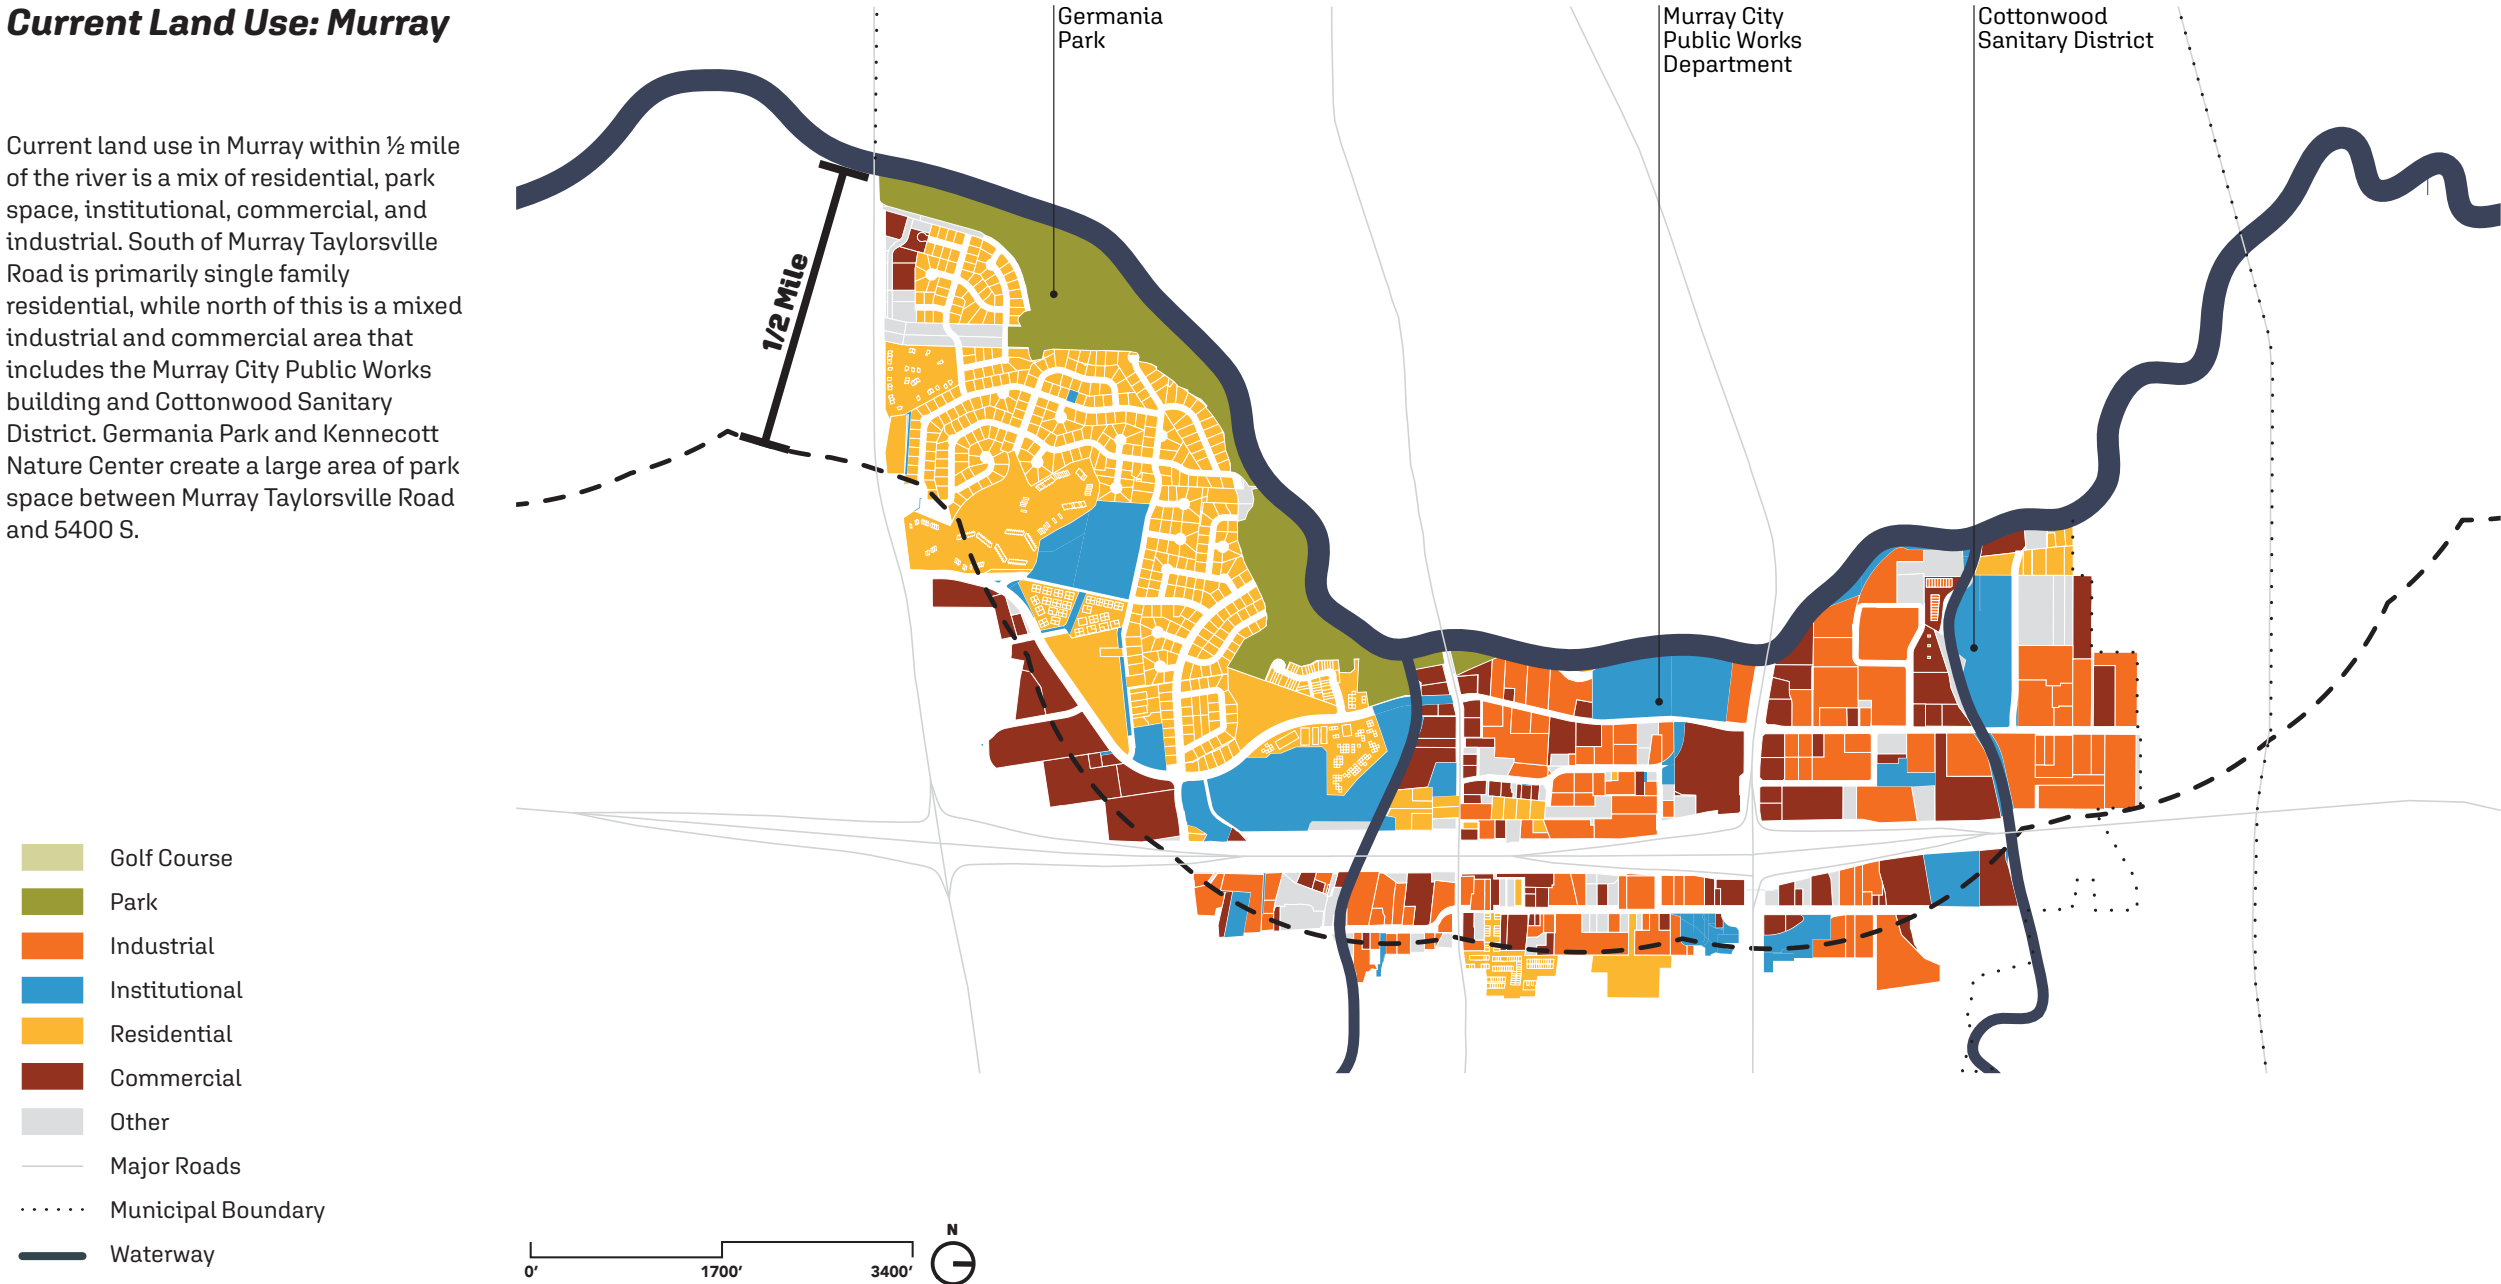 Current Land Use: Murray
Current land use in Murray within ½ mile
of the river is a mix of residential, park
space, institutional, commercial, and
industrial. South of Murray Taylorsville
Road is primarily single family
residential, while north of this is a mixed
industrial and commercial area that
includes the Murray City Public Works
building and Cottonwood Sanitary
District. Germania Park and Kennecott
Nature Center create a large area of park
space between Murray Taylorsville Road
and 5400 S.
Germania
Park
Murray City
Public Works
Department
Cottonwood
Sanitary District
1/2 Mile
Golf Course
Park
Industrial
Institutional
Residential
Commercial
Other
Major Roads
Municipal Boundary
Waterway
0' 1700' 3400'
N